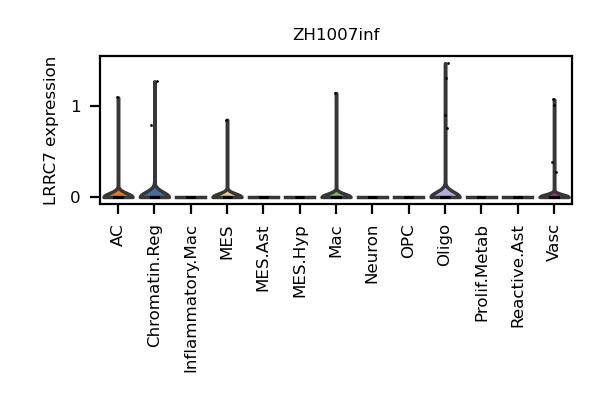 ZH1007inf
LRRC7 expression
1
0
AC
Chromatin.Reg
Inflammatory.Mac
MES
MES.Ast
MES.Hyp
Mac
Neuron
OPC
Oligo
Prolif.Metab
Reactive.Ast
Vasc